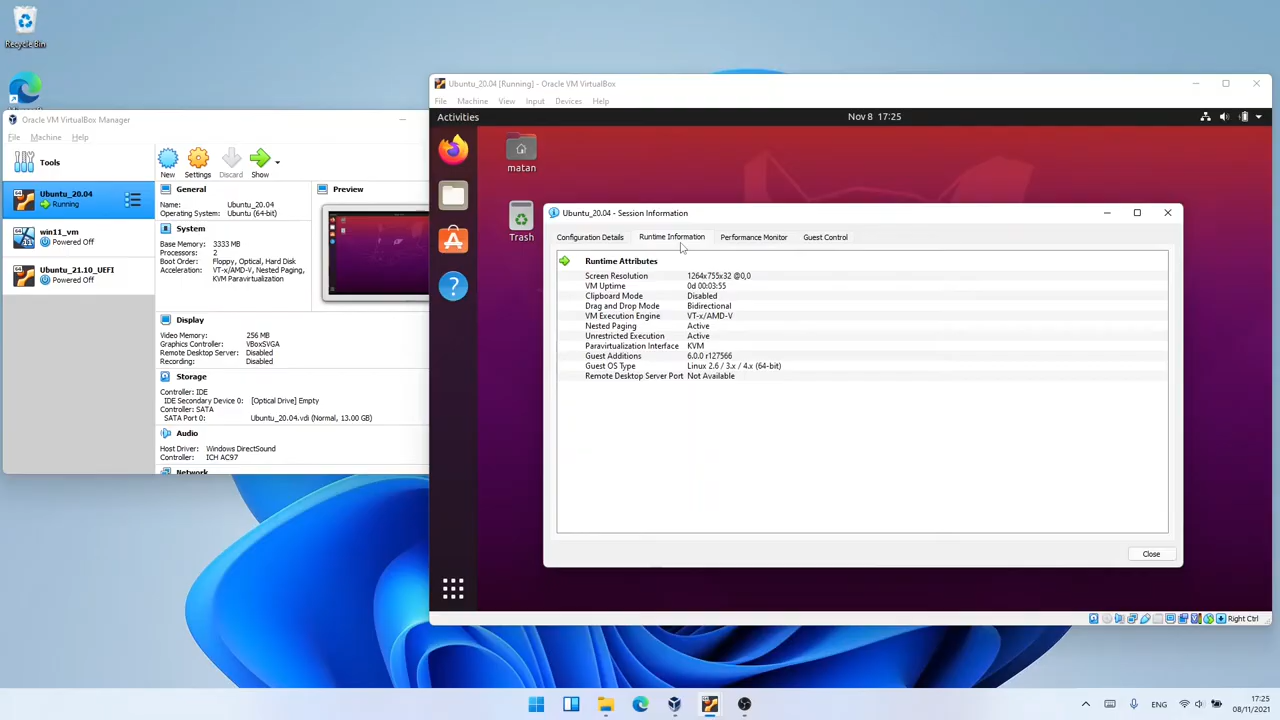 Recycle Bin
Oracle VM VirtualBox Manager
File Machine Help
Tools
Ubuntu_20.04
Running
win11_vm
Powered Off
Ubuntu_21.10_UEFI
Powered Off
New Settings Discard Show
General
Name: Ubuntu_20.04
Operating System: Ubuntu (64-bit)
System
Base Memory: 3333 MB
Processors: 2
Boot Order: Floppy, Optical, Hard Disk
Acceleration: VT-x/AMD-V, Nested Paging,
KVM Paravirtualization
Preview
Display
Video Memory: 256 MB
Graphics Controller: VBoxSVGA
Remote Desktop Server: Disabled
Recording: Disabled
Storage
Controller: IDE
IDE Secondary Device 0: [Optical Drive] Empty
Controller: SATA
SATA Port 0: Ubuntu_20.04.vdi (Normal, 13.00 GB)
Audio
Host Driver: Windows DirectSound
Controller: ICH AC97
Network
Ubuntu_20.04 [Running] - Oracle VM VirtualBox
File Machine View Input Devices Help
Activities
Nov 8 17:25
matan
Trash
Ubuntu_20.04 - Session Information
Configuration Details Runtime Information Performance Monitor Guest Control
Runtime Attributes
Screen Resolution 1264x755x32 @0,0
VM Uptime 0d 00:03:55
Clipboard Mode Disabled
Drag and Drop Mode Bidirectional
VM Execution Engine VT-x/AMD-V
Nested Paging Active
Unrestricted Execution Active
Paravirtualization Interface KVM
Guest Additions 6.0.0 r127566
Guest OS Type Linux 2.6 / 3.x / 4.x (64-bit)
Remote Desktop Server Port Not Available
Close
Right Ctrl
ENG
17:25
08/11/2021